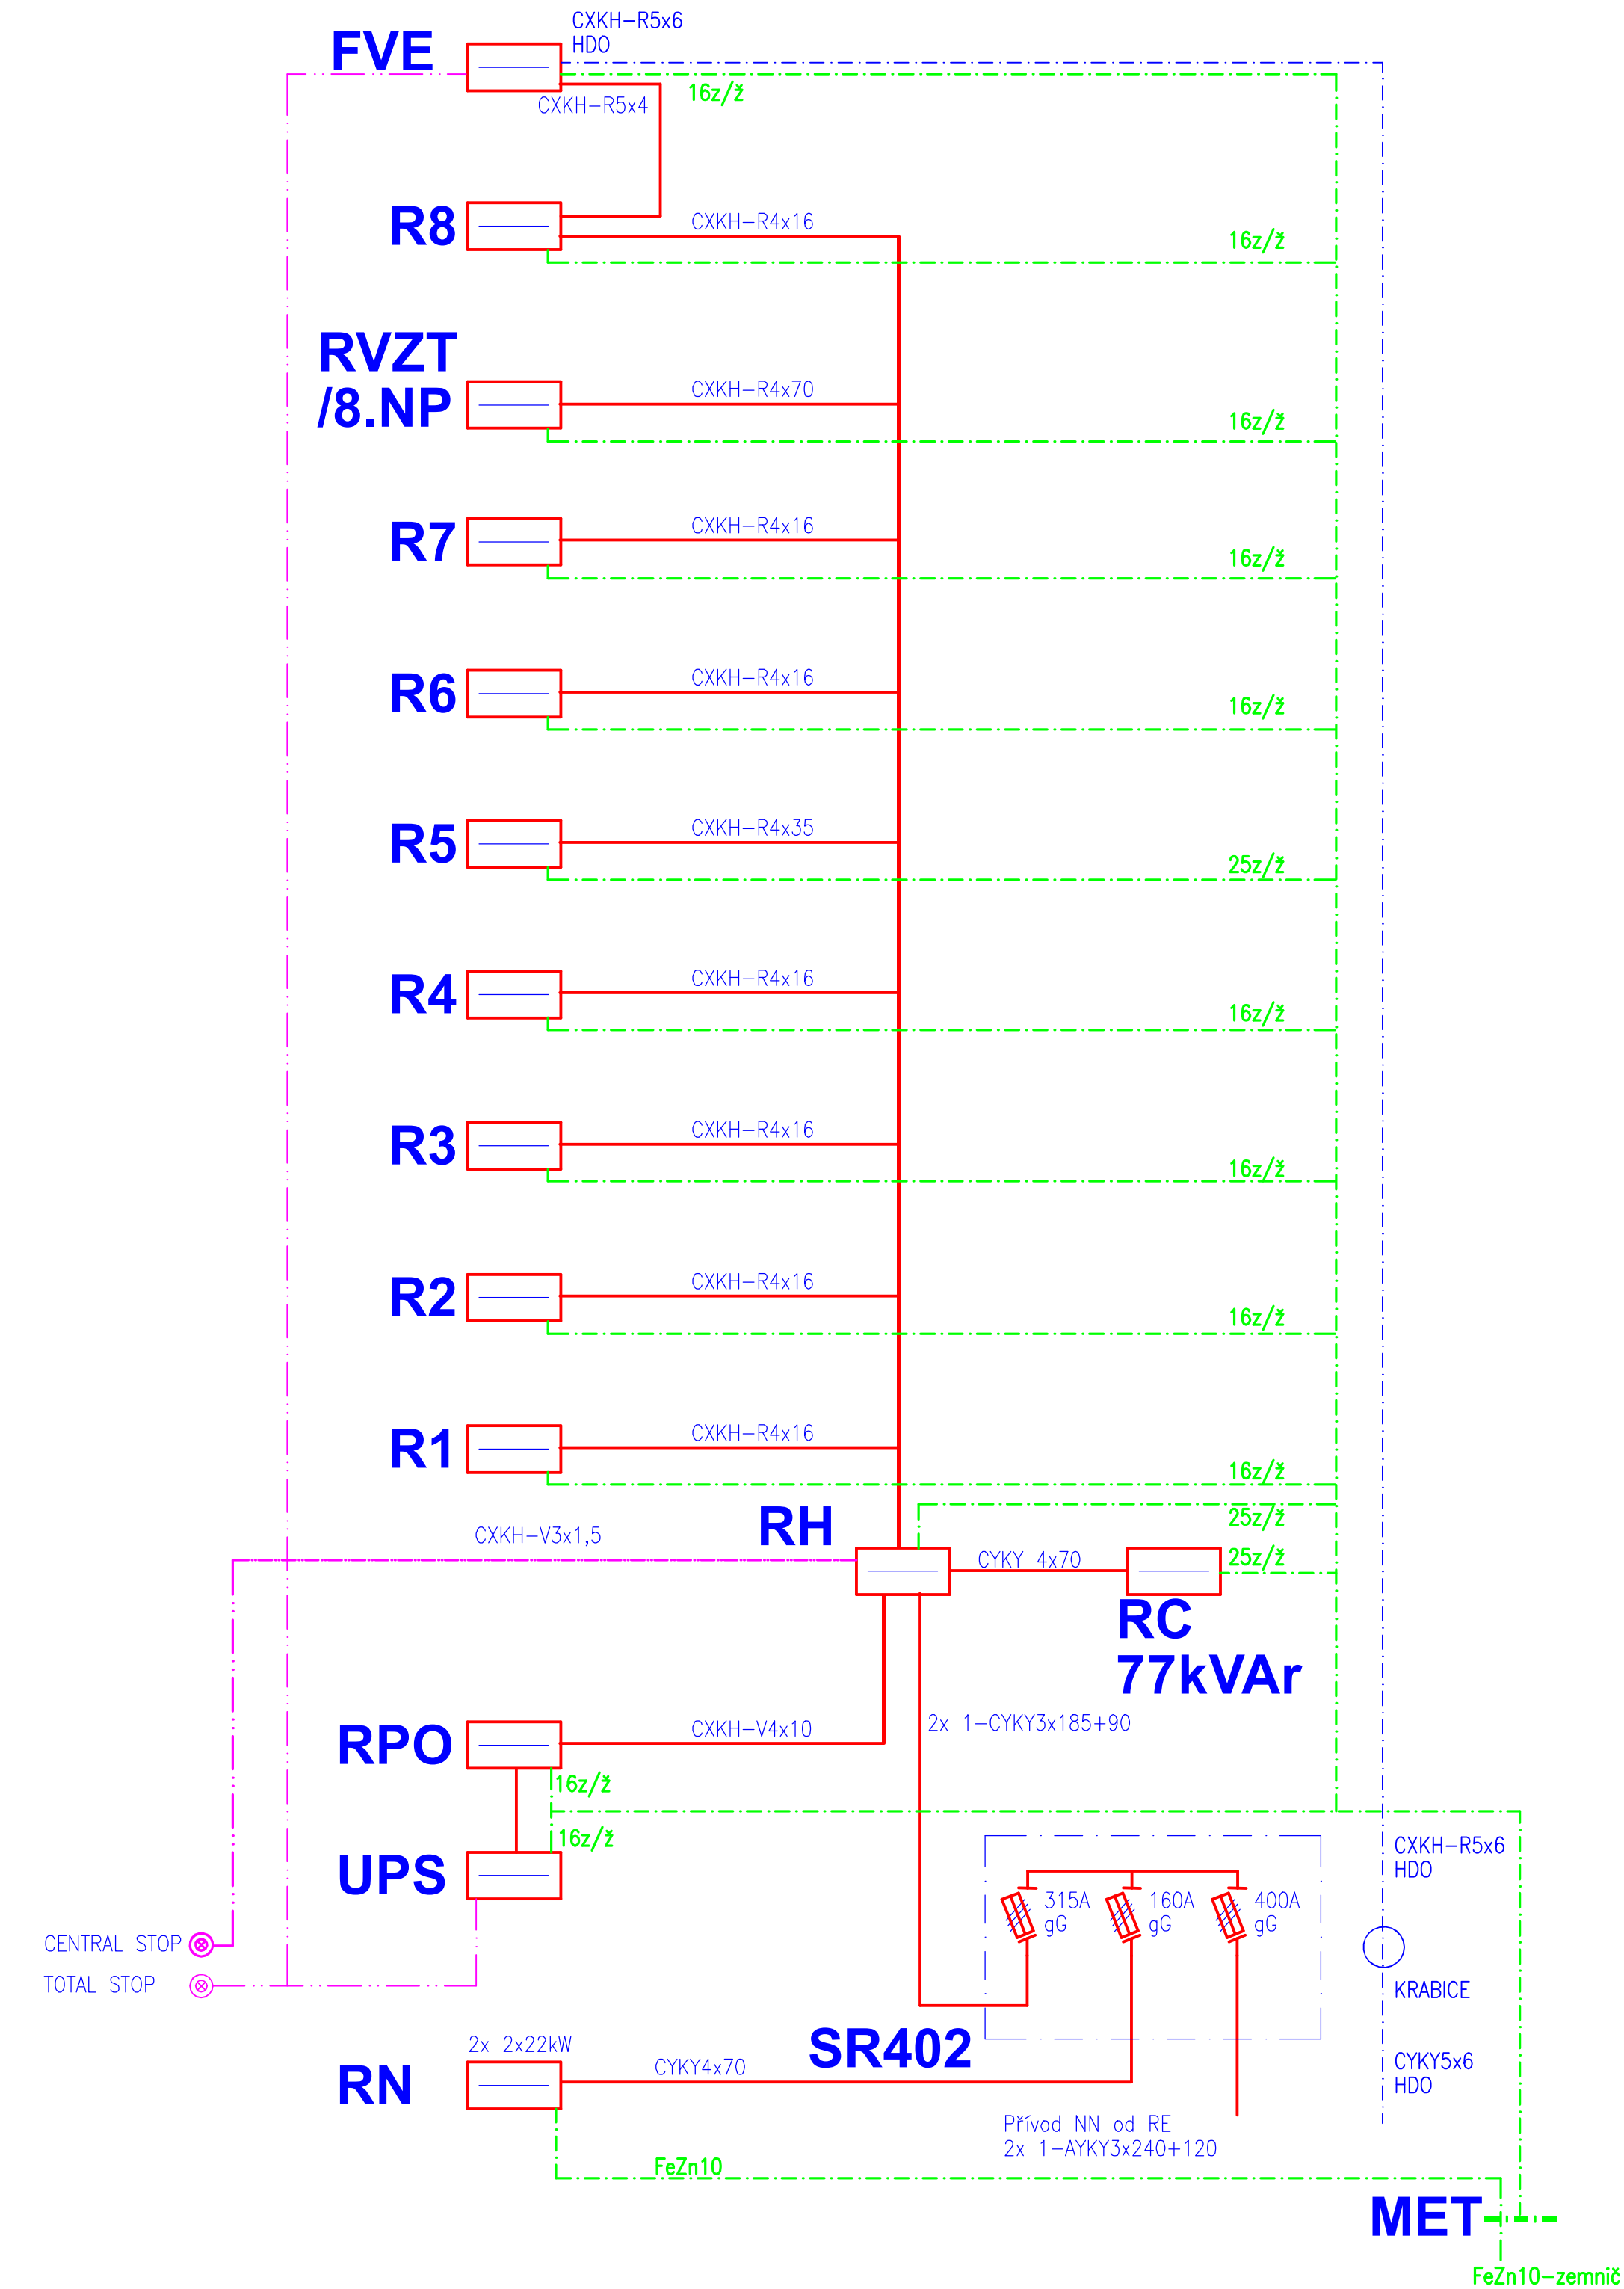 CXKH-R5x6
HDO
FVE
16z/ž
CXKH-R5x4
R8
CXKH-R4x16
16z/ž
RVZT
/8.NP
CXKH-R4x70
16z/ž
R7
CXKH-R4x16
16z/ž
R6
CXKH-R4x16
16z/ž
R5
CXKH-R4x35
25z/ž
R4
CXKH-R4x16
16z/ž
R3
CXKH-R4x16
16z/ž
R2
CXKH-R4x16
16z/ž
R1
CXKH-R4x16
16z/ž
RH
CXKH-V3x1,5
25z/ž
CYKY 4x70
25z/ž
RC
77kVAr
RPO
CXKH-V4x10
2x 1-CYKY3x185+90
16z/ž
16z/ž
UPS
CXKH-R5x6
HDO
315A
gG
160A
gG
400A
gG
CENTRAL STOP
TOTAL STOP
KRABICE
SR402
2x 2x22kW
RN
CYKY4x70
CYKY5x6
HDO
Přívod NN od RE
2x 1-AYKY3x240+120
FeZn10
MET
FeZn10-zemnič